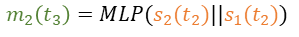 m₂(t₃) = MLP(s₂(t₂)||s₁(t₂))